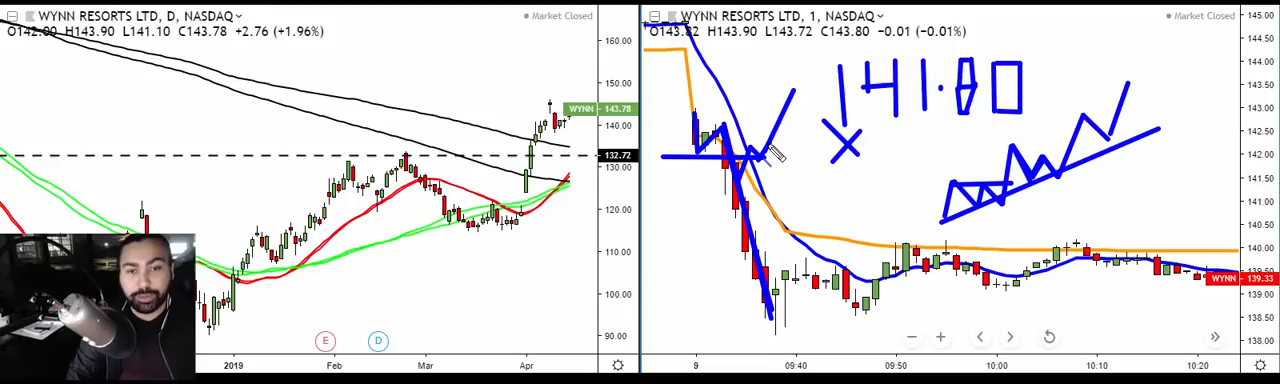 WYNN RESORTS LTD, D, NASDAQ
Market Closed
O142.00 H143.90 L141.10 C143.78 +2.76 (+1.96%)
160.00
150.00
WYNN 143.78
140.00
132.72
130.00
120.00
110.00
100.00
90.00
E D
2019 Feb Mar Apr
WYNN RESORTS LTD, 1, NASDAQ
Market Closed
O143.82 H143.90 L143.72 C143.80 −0.01 (−0.01%)
141.80
X
145.00
144.50
144.00
143.50
143.00
142.50
142.00
141.50
141.00
140.50
140.00
139.50
WYNN 139.33
139.00
138.50
138.00
9 09:40 09:50 10:00 10:10 10:20